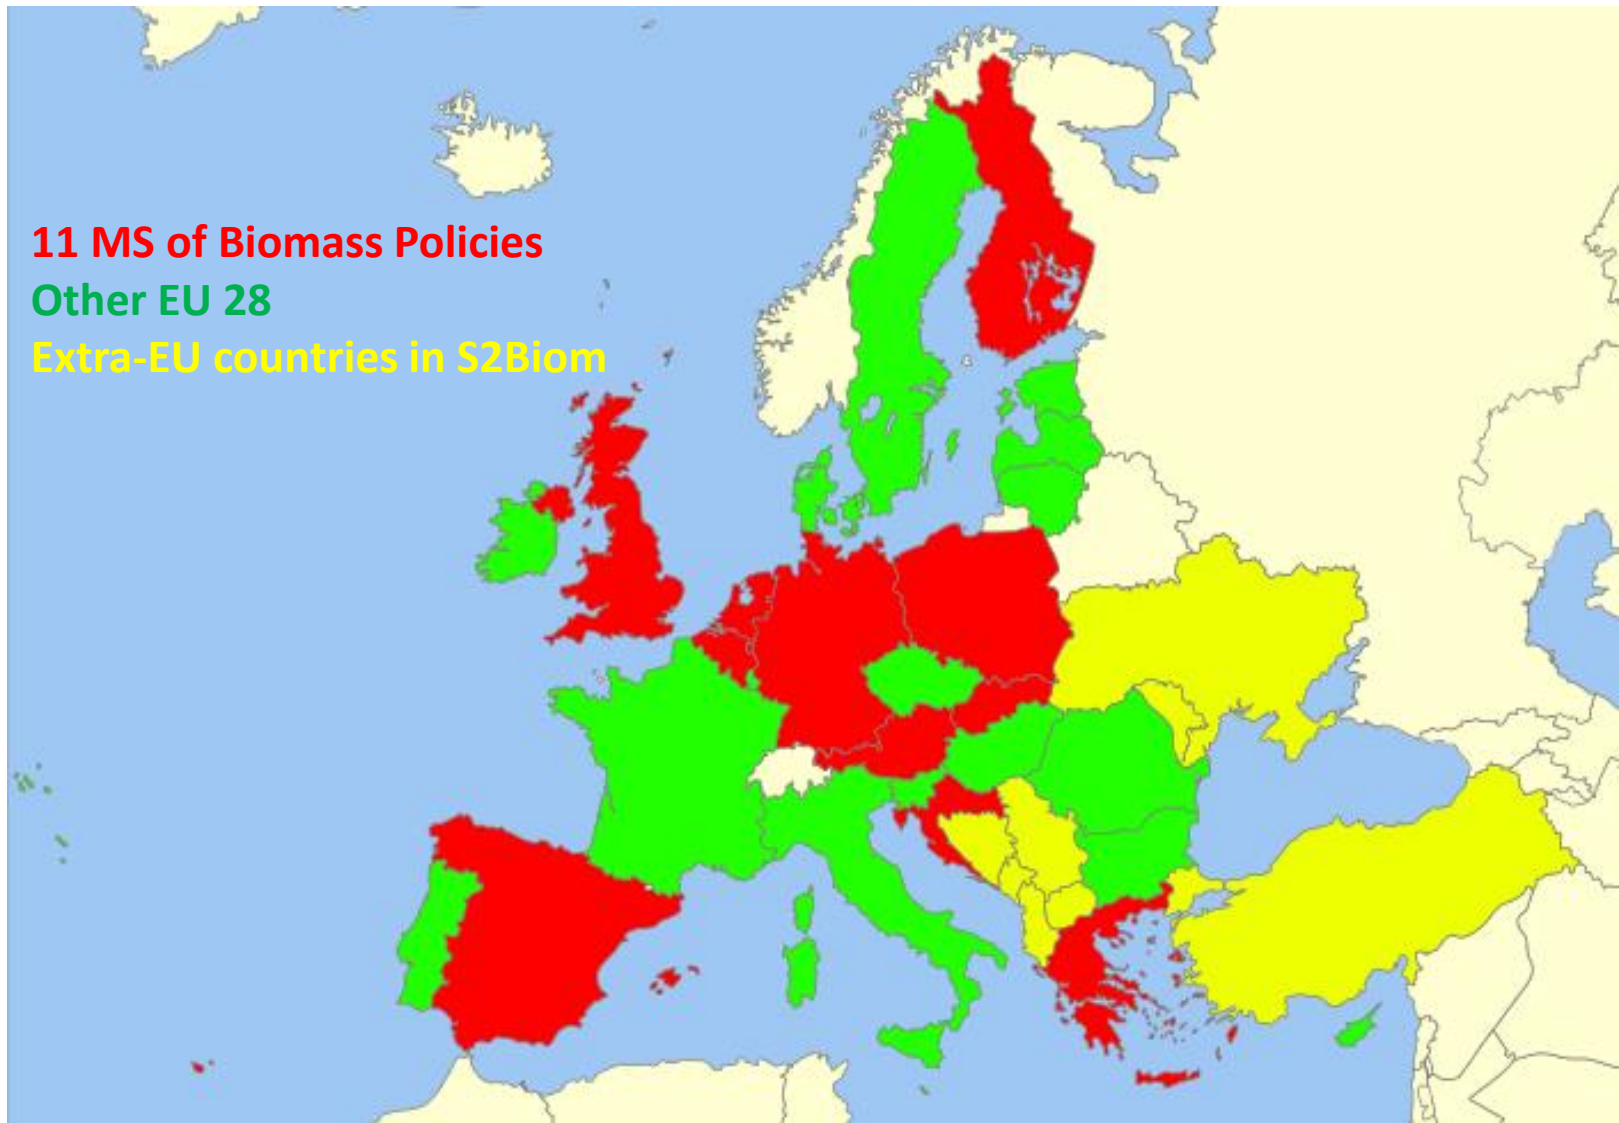 11 MS of Biomass Policies
Other EU 28
Extra-EU countries in S2Biom